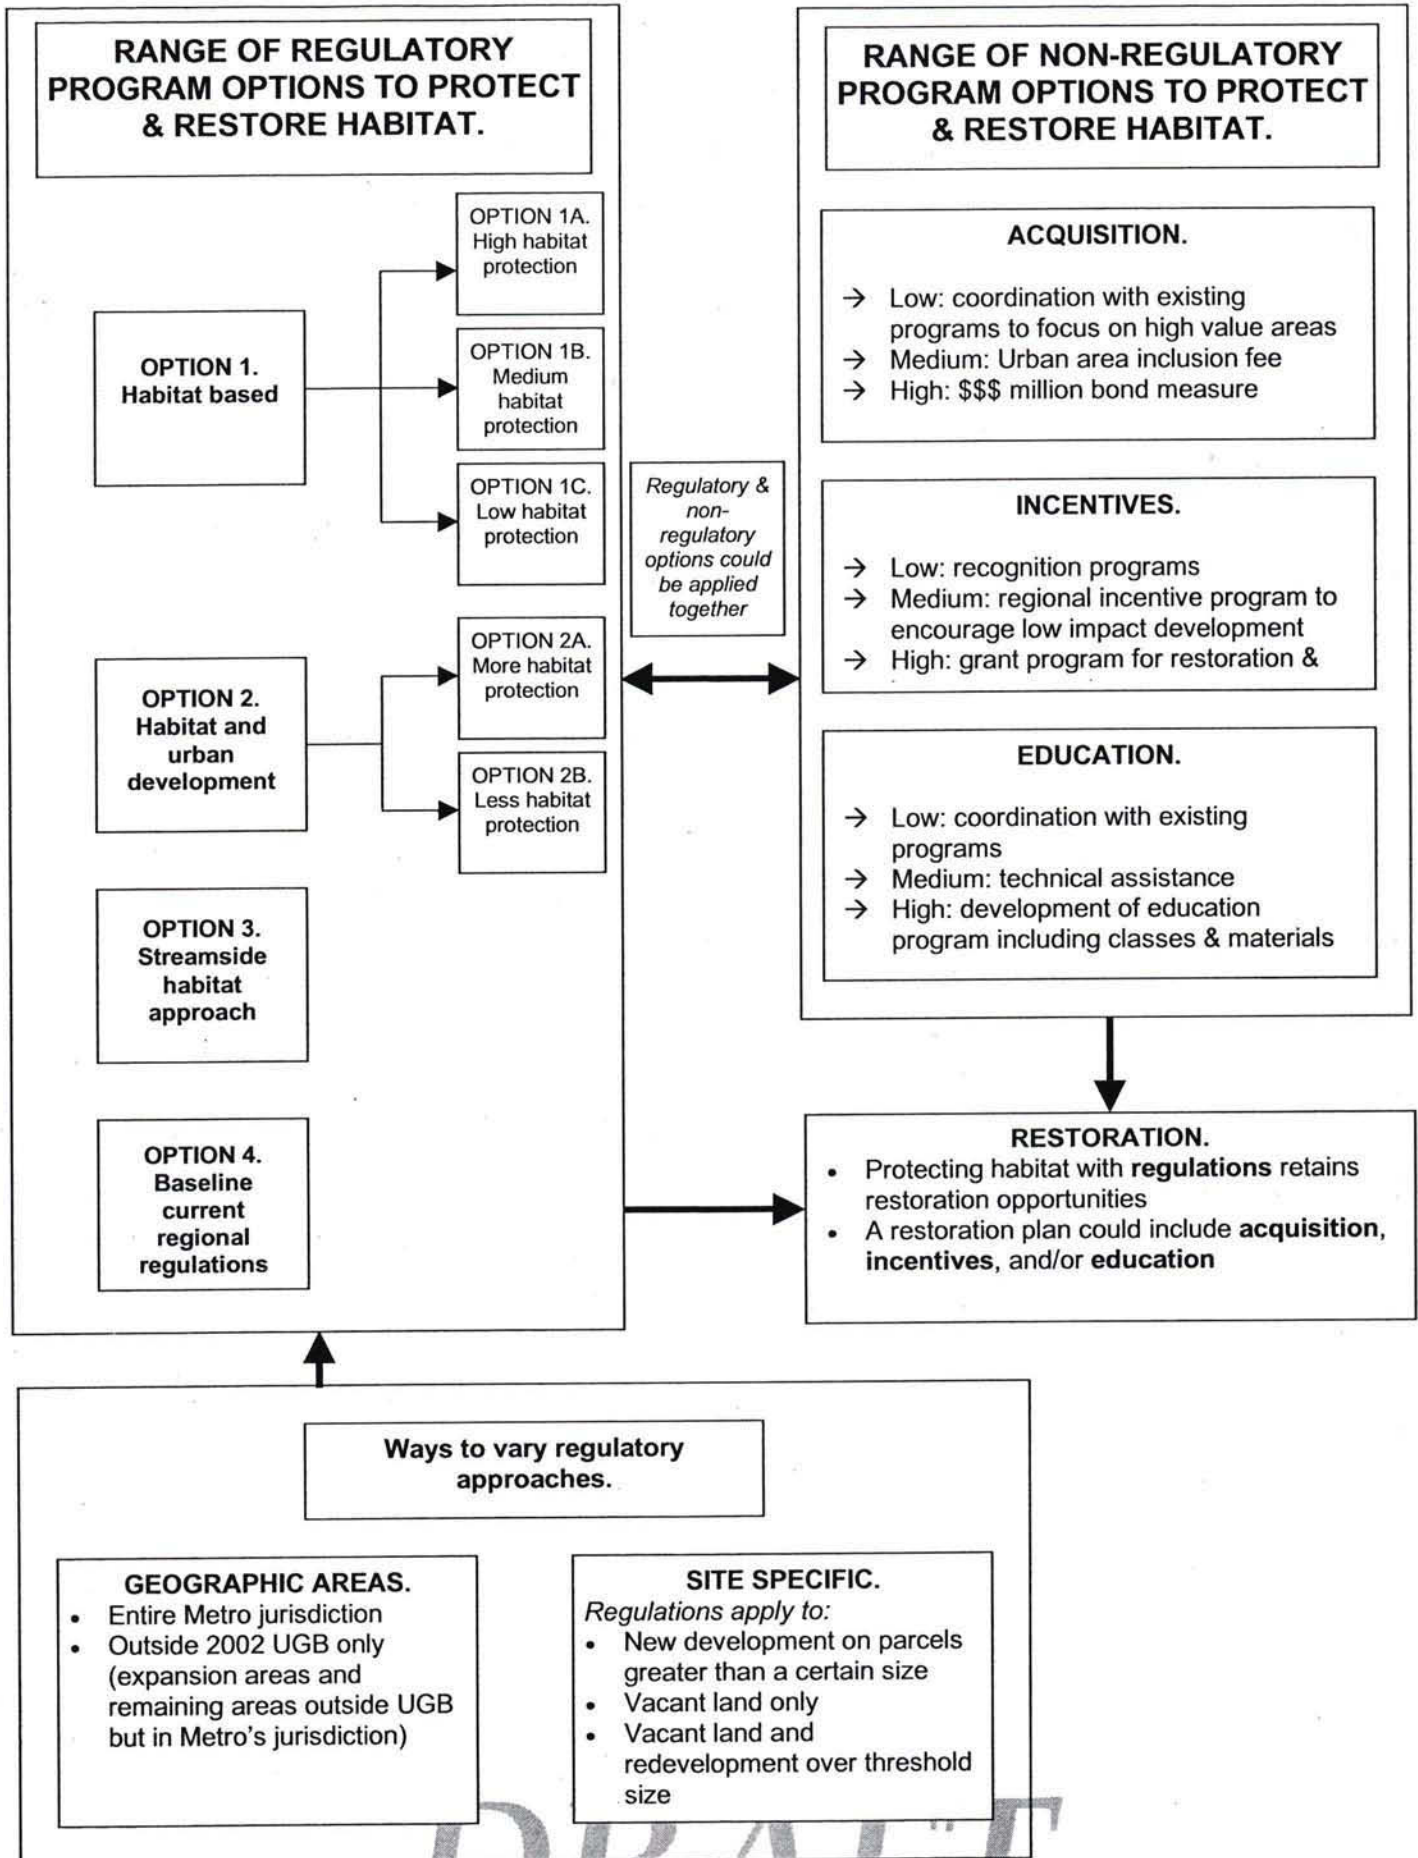 RANGE OF REGULATORY
PROGRAM OPTIONS TO PROTECT
& RESTORE HABITAT.
OPTION 1.
Habitat based
OPTION 1A.
High habitat
protection
OPTION 1B.
Medium
habitat
protection
OPTION 1C.
Low habitat
protection
OPTION 2.
Habitat and
urban
development
OPTION 2A.
More habitat
protection
OPTION 2B.
Less habitat
protection
OPTION 3.
Streamside
habitat
approach
OPTION 4.
Baseline
current
regional
regulations
Regulatory &
non-
regulatory
options could
be applied
together
RANGE OF NON-REGULATORY
PROGRAM OPTIONS TO PROTECT
& RESTORE HABITAT.
ACQUISITION.
→ Low: coordination with existing
programs to focus on high value areas
→ Medium: Urban area inclusion fee
→ High: $$$ million bond measure
INCENTIVES.
→ Low: recognition programs
→ Medium: regional incentive program to
encourage low impact development
→ High: grant program for restoration &
EDUCATION.
→ Low: coordination with existing
programs
→ Medium: technical assistance
→ High: development of education
program including classes & materials
RESTORATION.
• Protecting habitat with regulations retains
restoration opportunities
• A restoration plan could include acquisition,
incentives, and/or education
Ways to vary regulatory
approaches.
GEOGRAPHIC AREAS.
• Entire Metro jurisdiction
• Outside 2002 UGB only
(expansion areas and
remaining areas outside UGB
but in Metro's jurisdiction)
SITE SPECIFIC.
Regulations apply to:
• New development on parcels
greater than a certain size
• Vacant land only
• Vacant land and
redevelopment over threshold
size
DRAFT